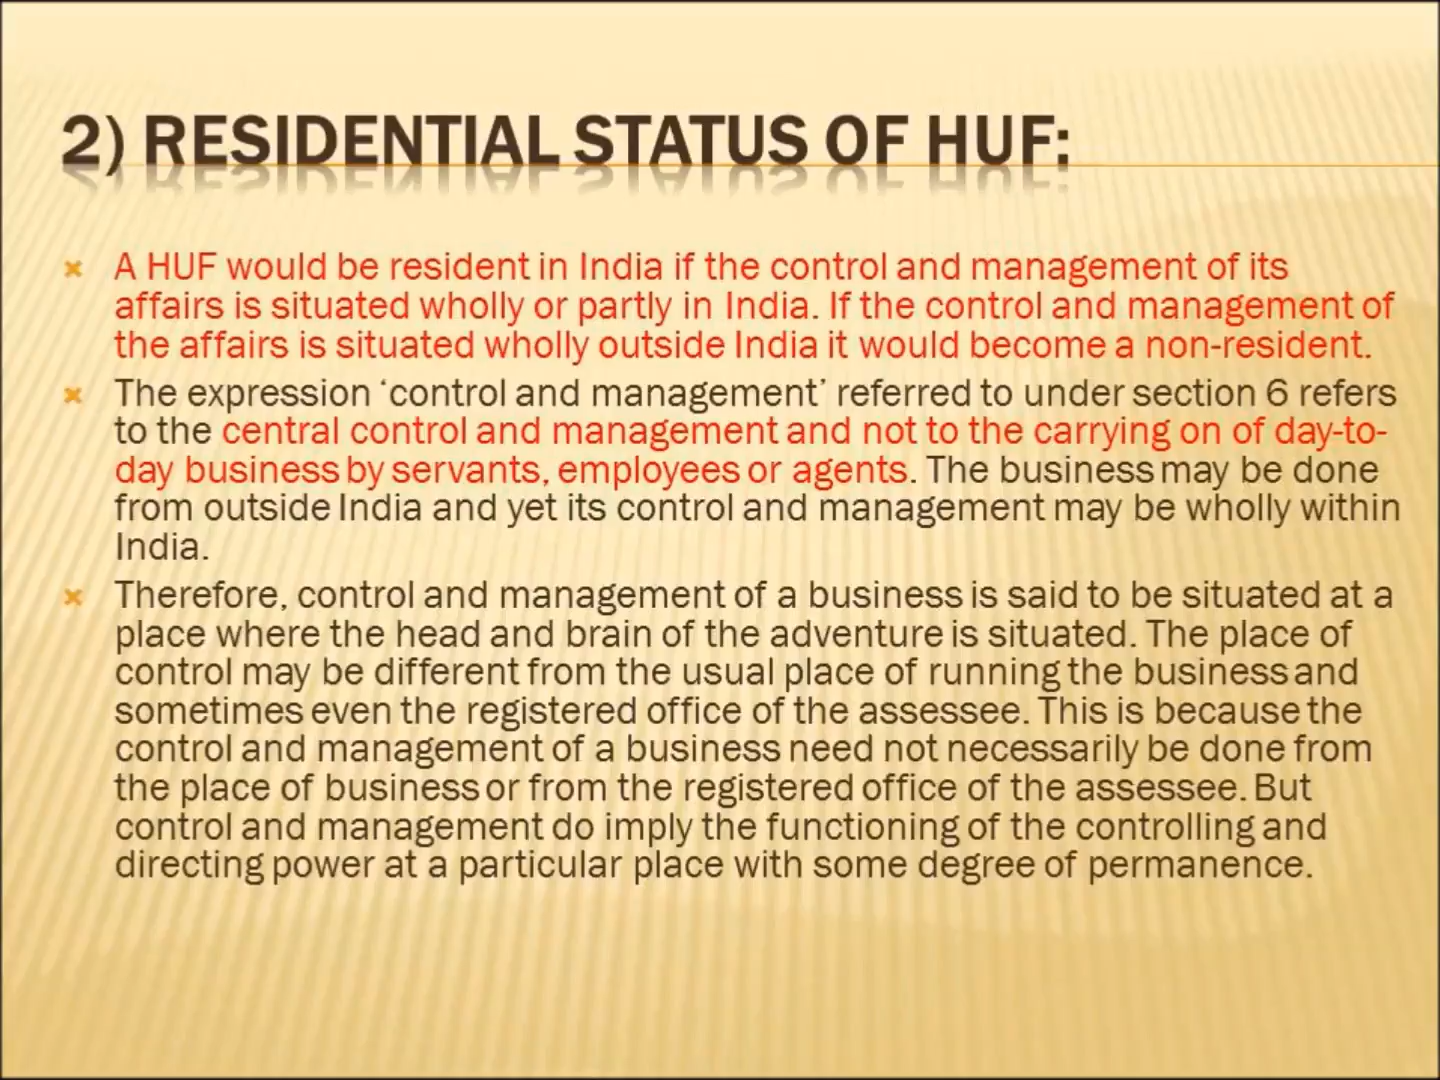 2) RESIDENTIAL STATUS OF HUF:
A HUF would be resident in India if the control and management of its
affairs is situated wholly or partly in India. If the control and management of
the affairs is situated wholly outside India it would become a non-resident.
The expression ‘control and management’ referred to under section 6 refers
to the central control and management and not to the carrying on of day-to-
day business by servants, employees or agents. The business may be done
from outside India and yet its control and management may be wholly within
India.
Therefore, control and management of a business is said to be situated at a
place where the head and brain of the adventure is situated. The place of
control may be different from the usual place of running the business and
sometimes even the registered office of the assessee. This is because the
control and management of a business need not necessarily be done from
the place of business or from the registered office of the assessee. But
control and management do imply the functioning of the controlling and
directing power at a particular place with some degree of permanence.